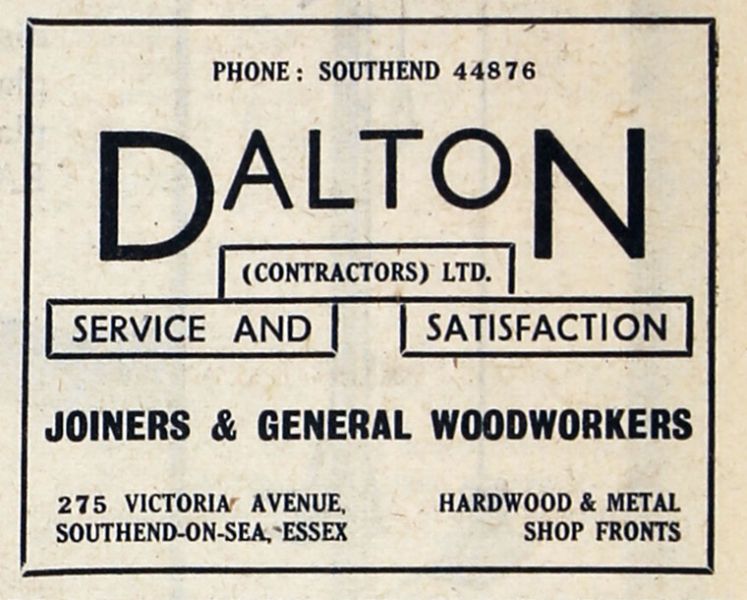 PHONE: SOUTHEND 44876
DALTON
(CONTRACTORS) LTD.
SERVICE AND SATISFACTION
JOINERS & GENERAL WOODWORKERS
275 VICTORIA AVENUE,
SOUTHEND-ON-SEA, ESSEX
HARDWOOD & METAL
SHOP FRONTS